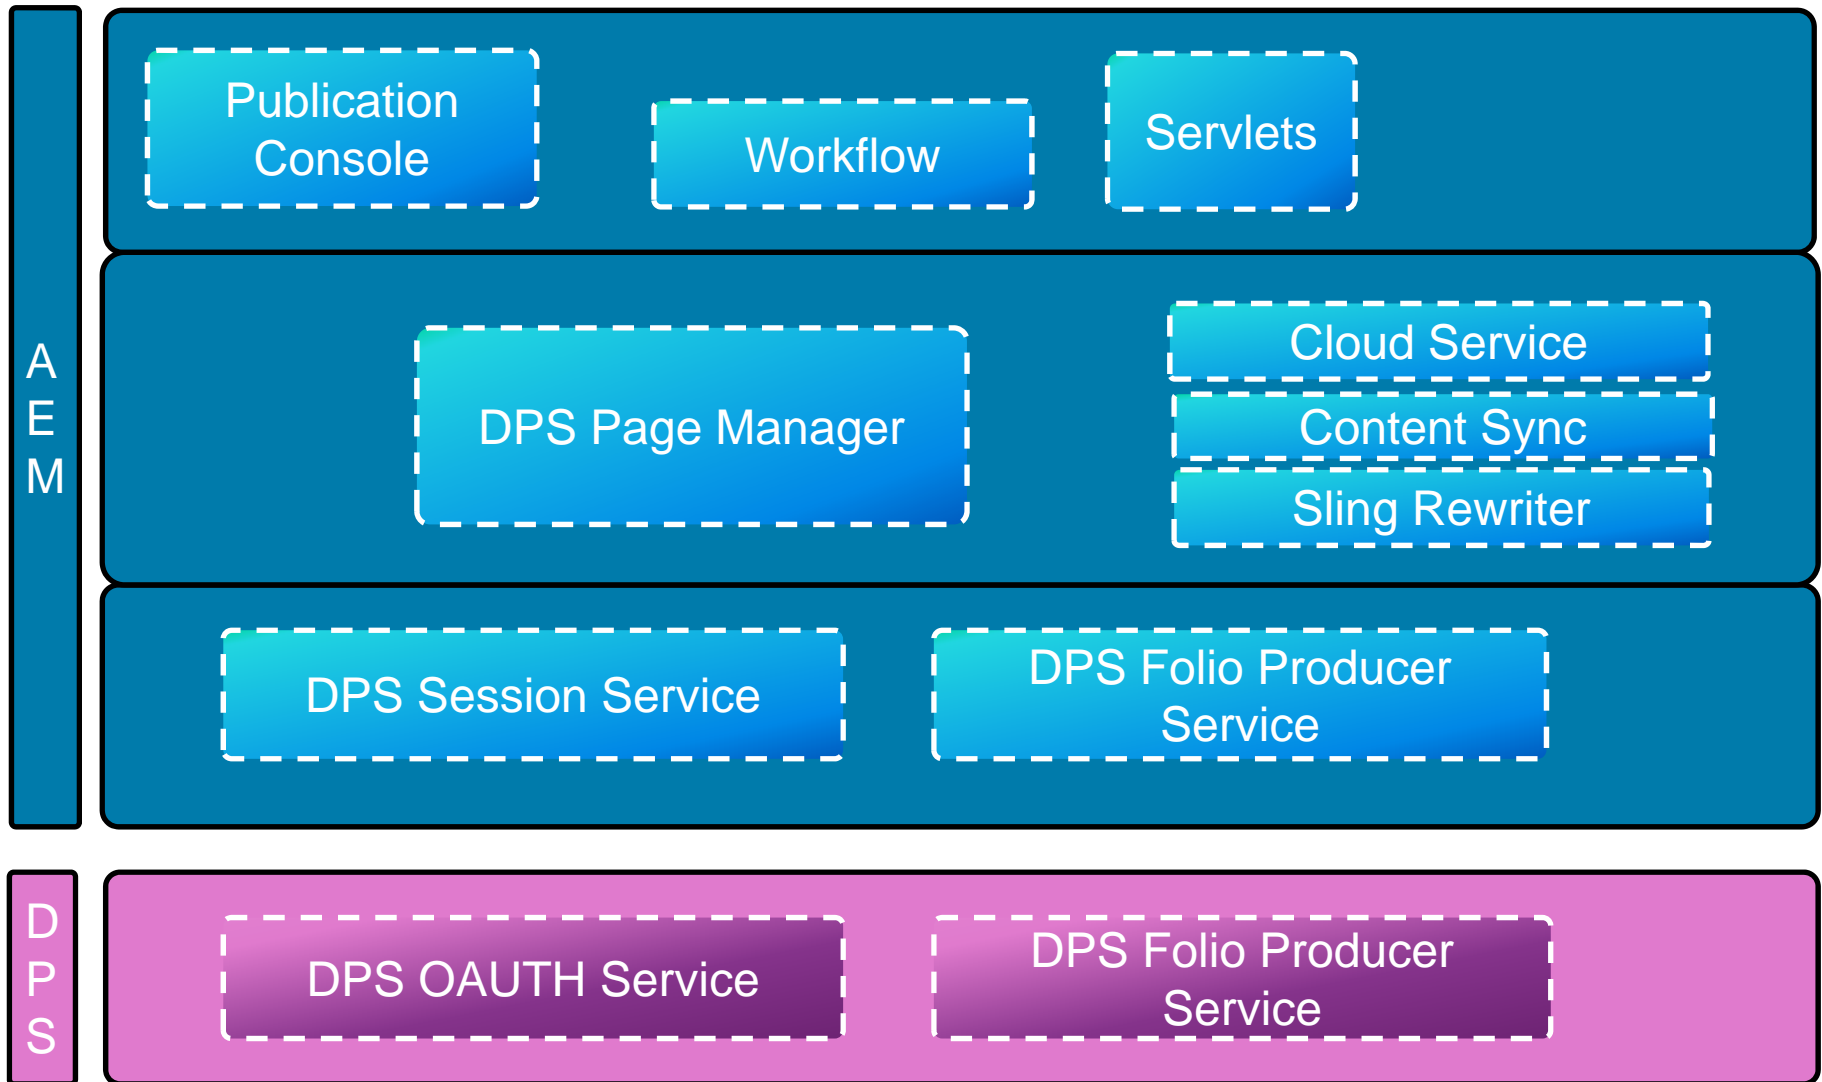 Publication
Console
Workflow
Servlets
A
E
M
DPS Page Manager
Cloud Service
Content Sync
Sling Rewriter
DPS Session Service
DPS Folio Producer
Service
D
P
S
DPS OAUTH Service
DPS Folio Producer
Service